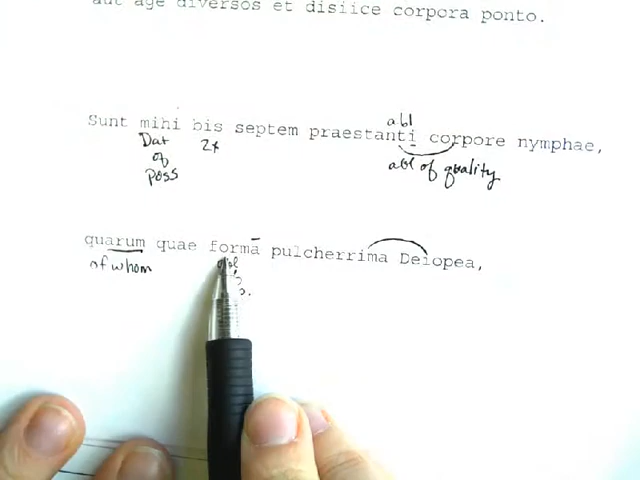 aut age diversos et disiice corpora ponto.
abl
Sunt mihi bis septem praestanti corpore nymphae,
Dat 2x abl of quality
of
poss
quarum quae forma pulcherrima Deiopea,
of whom